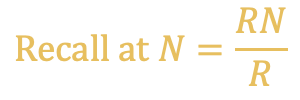 Recall at N = RN/R